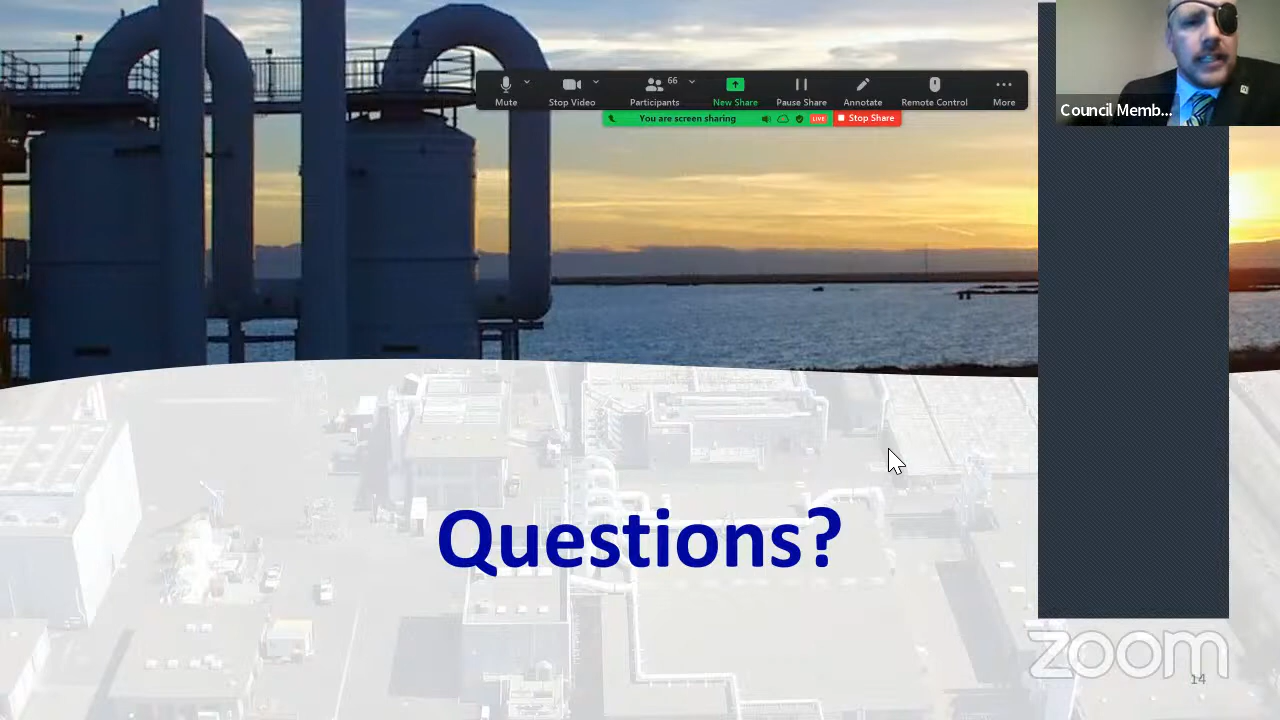 66
Mute
Stop Video
Participants
New Share
Pause Share
Annotate
Remote Control
More
You are screen sharing
LIVE
Stop Share
Council Memb...
Questions?
zoom
14